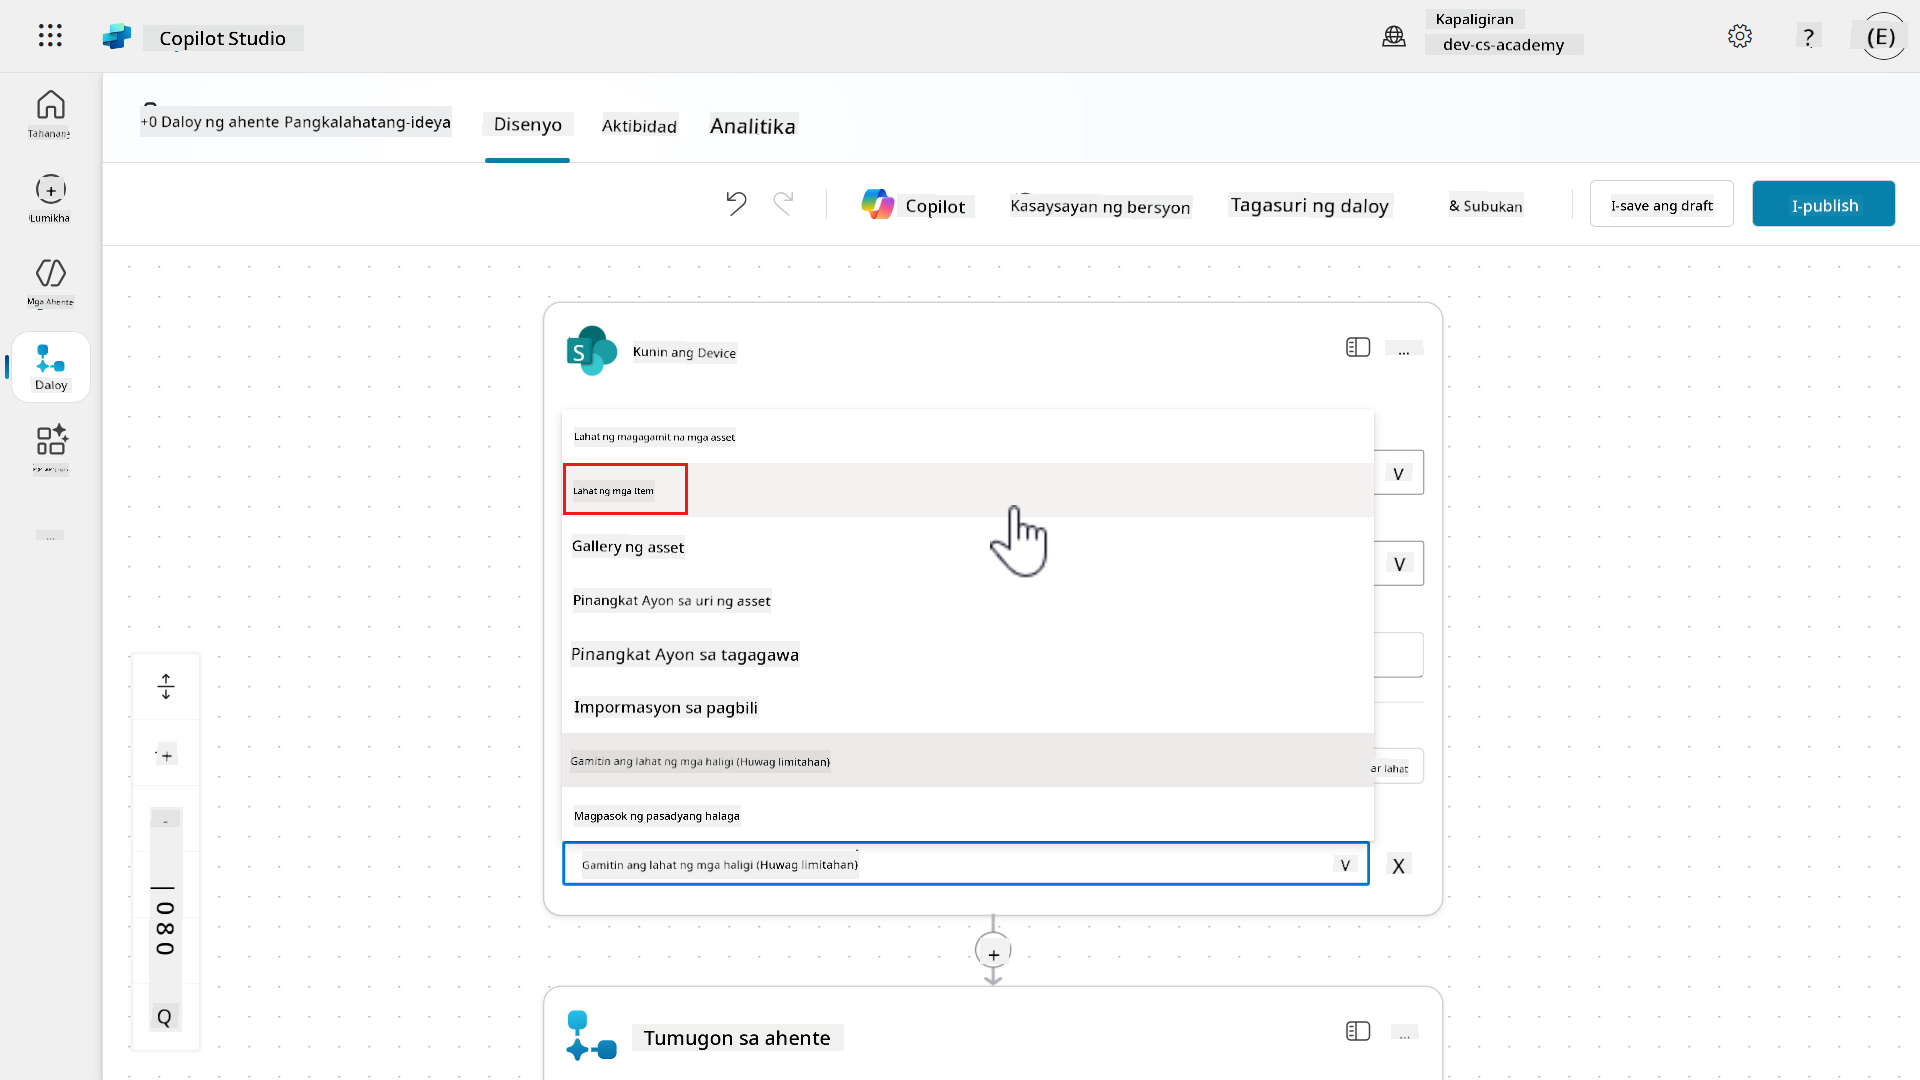 Copilot Studio
Kapaligiran
dev-cs-academy
?
(E)
Tahanang
+0 Daloy ng ahente Pangkalahatang-ideya
Disenyo
Aktibidad
Analitika
Lumikha
Copilot
Kasaysayan ng bersyon
Tagasuri ng daloy
& Subukan
I-save ang draft
I-publish
Mga Ahente
Daloy
S
Kunin ang Device
...
Lahat ng magagamit na mga asset
V
Lahat ng mga Item
Gallery ng asset
V
Pinangkat Ayon sa uri ng asset
Pinangkat Ayon sa tagagawa
Impormasyon sa pagbili
Gamitin ang lahat ng mga haligi (Huwag limitahan)
ar lahat
Magpasok ng pasadyang halaga
Gamitin ang lahat ng mga haligi (Huwag limitahan)
V
X
+
-
| 080
Q
+
Tumugon sa ahente
...